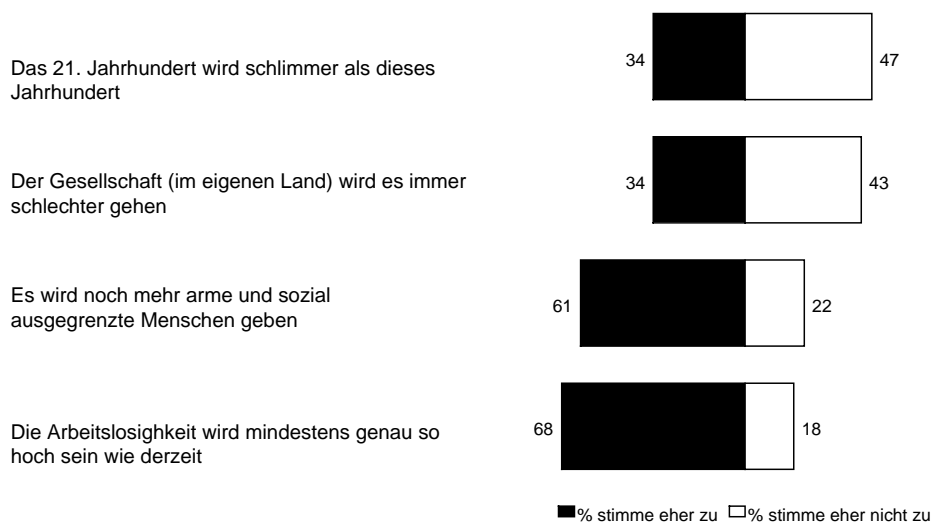 Das 21. Jahrhundert wird schlimmer als dieses
Jahrhundert
34
47
Der Gesellschaft (im eigenen Land) wird es immer
schlechter gehen
34
43
Es wird noch mehr arme und sozial
ausgegrenzte Menschen geben
61
22
Die Arbeitslosighkeit wird mindestens genau so
hoch sein wie derzeit
68
18
% stimme eher zu % stimme eher nicht zu